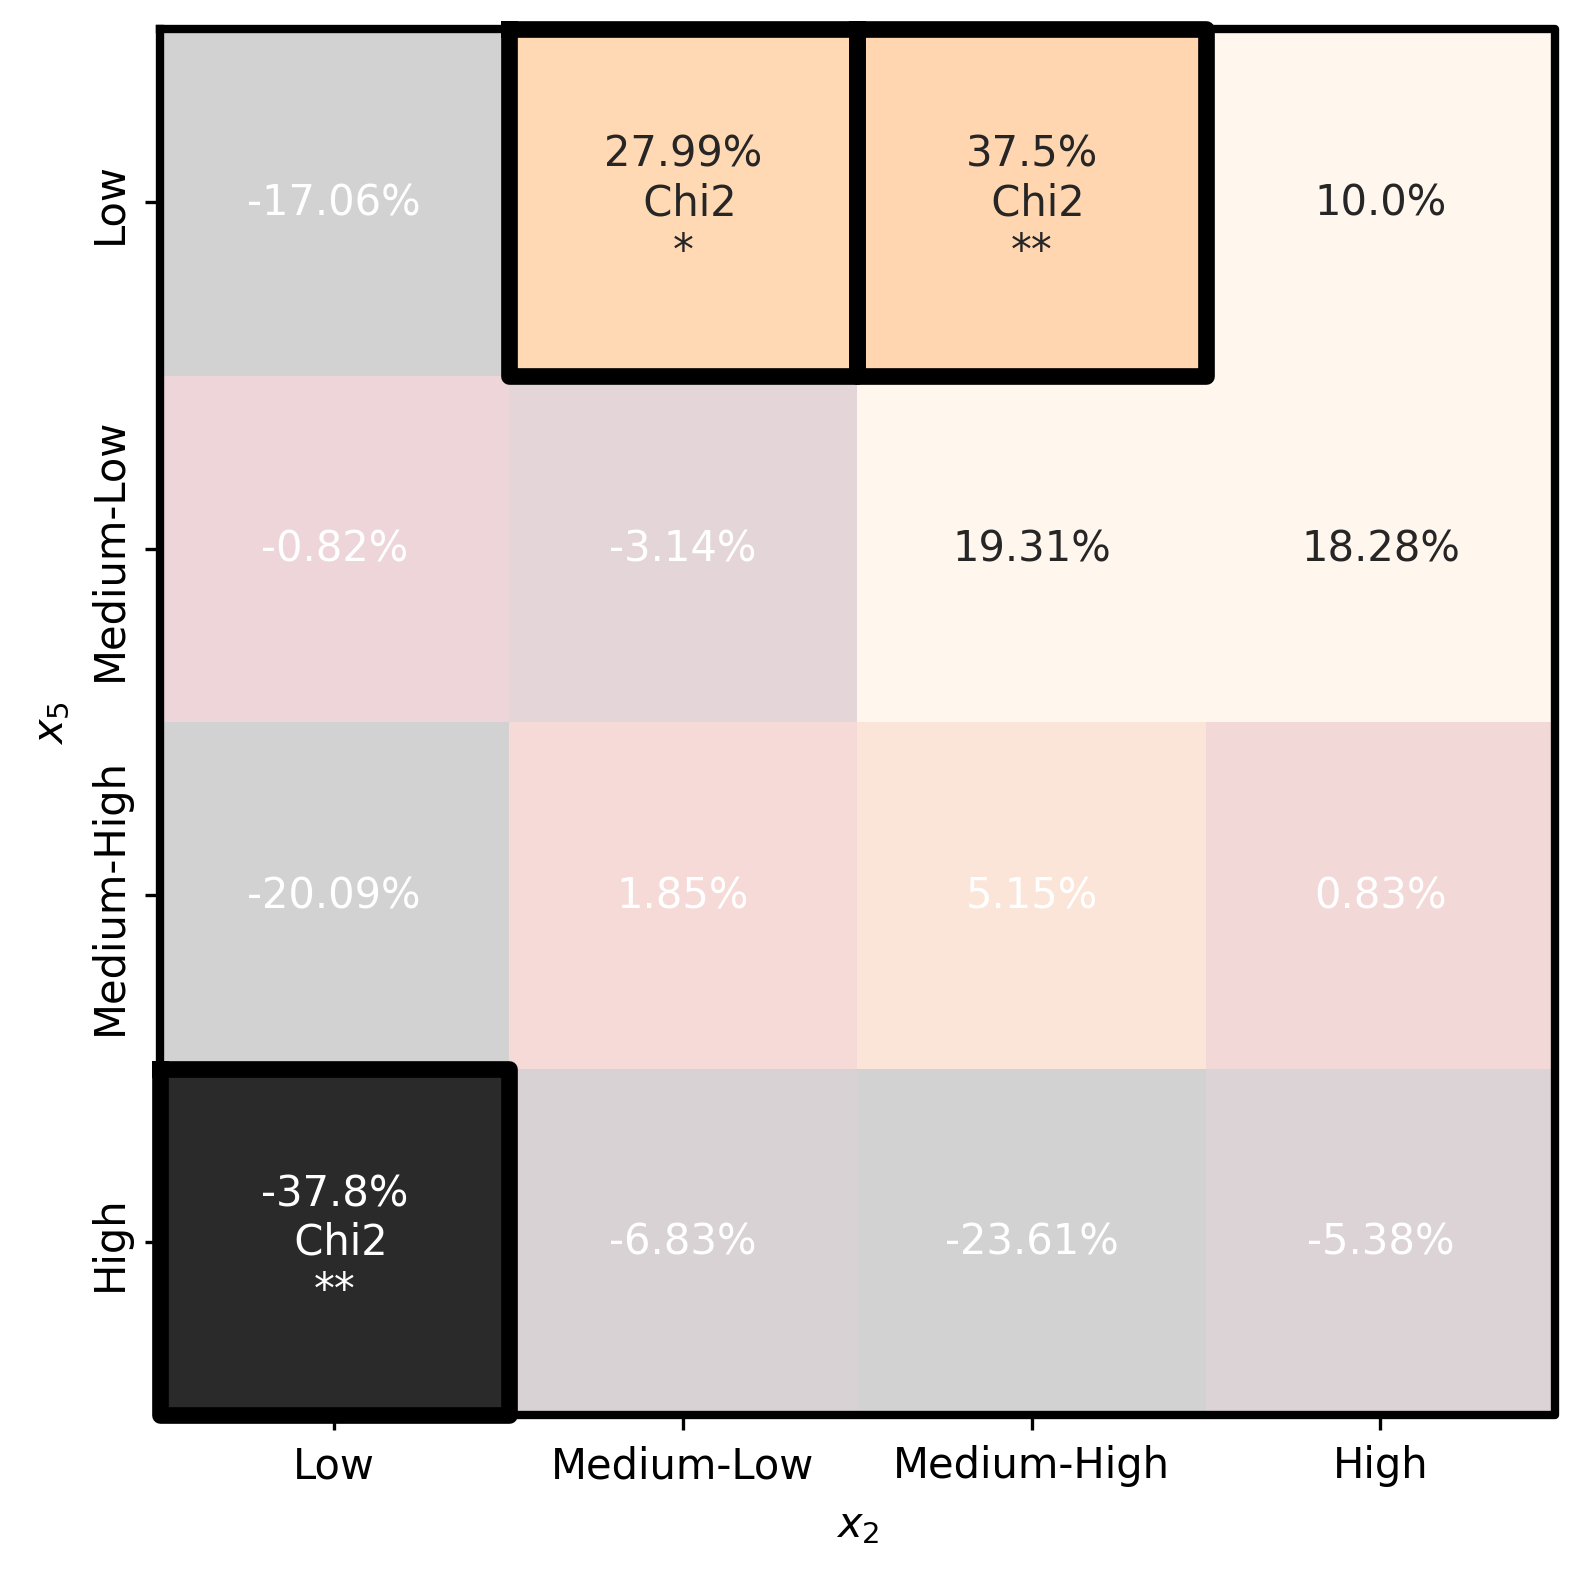 Low
-17.06%
27.99%
Chi2
*
37.5%
Chi2
**
10.0%
Medium-Low
-0.82%
-3.14%
19.31%
18.28%
x₅
Medium-High
-20.09%
1.85%
5.15%
0.83%
High
-37.8%
Chi2
**
-6.83%
-23.61%
-5.38%
Low Medium-Low Medium-High High
x₂